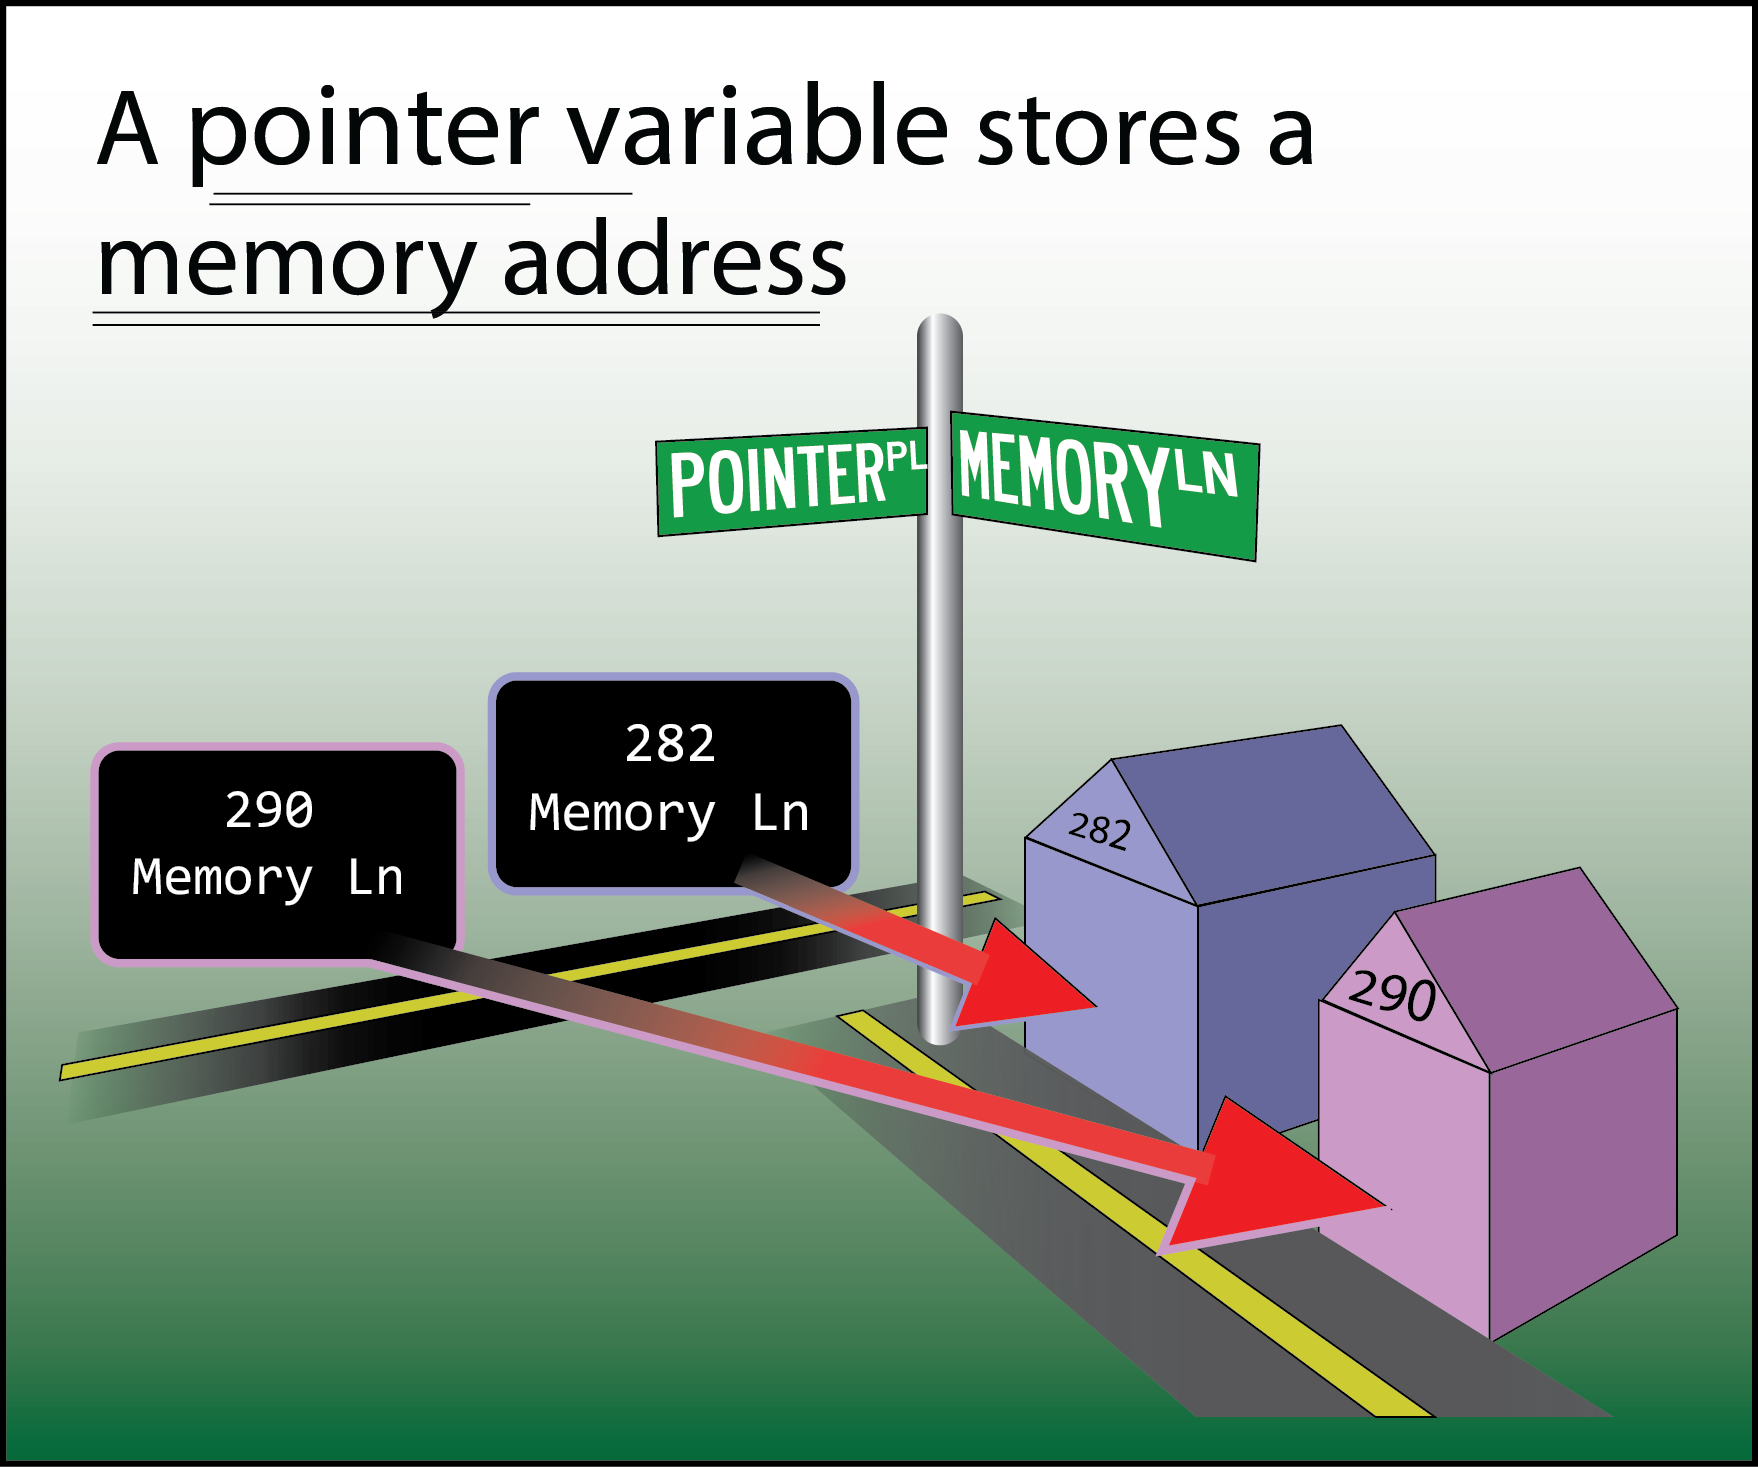 A pointer variable stores a
memory address
POINTER PL
MEMORY LN
282
Memory Ln
290
Memory Ln
282
290